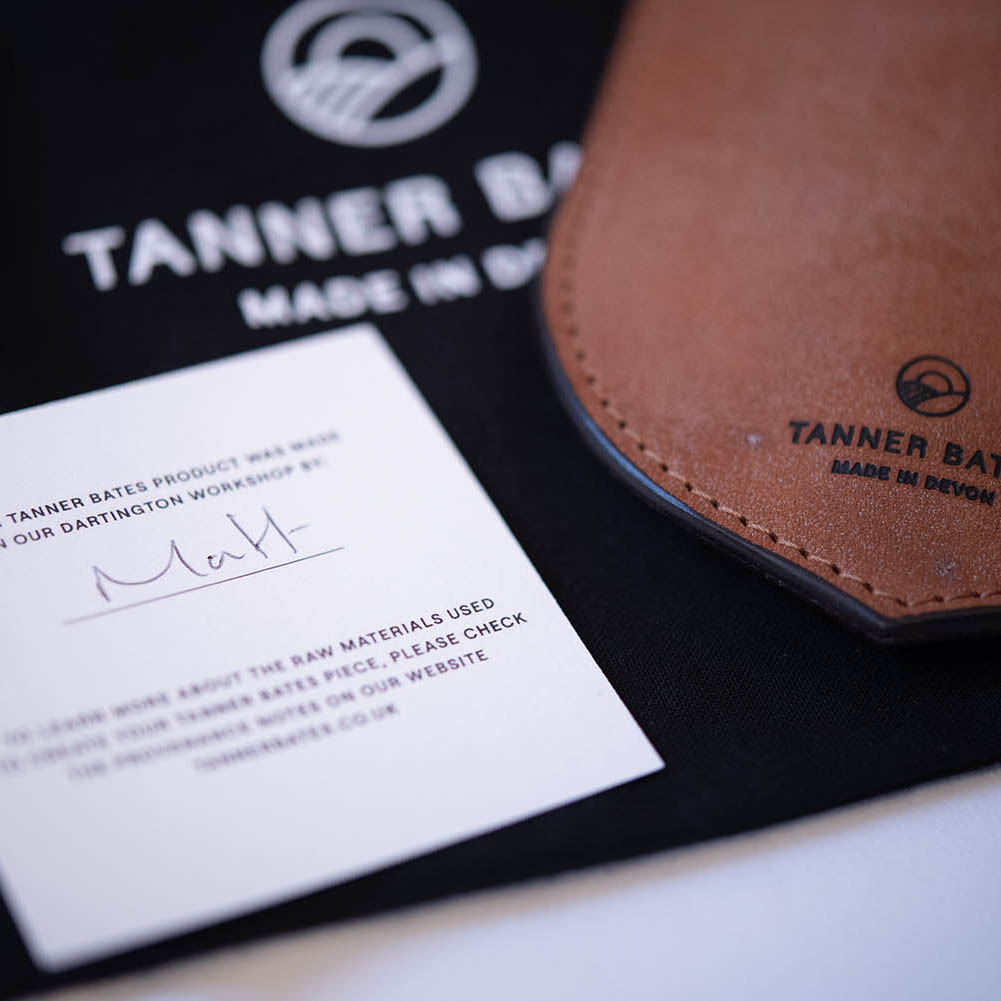 TANNER BA
MADE IN D
TANNER BATES PRODUCT WAS MADE
N OUR DARTINGTON WORKSHOP BY:
Matt
TO LEARN MORE ABOUT THE RAW MATERIALS USED
TO CREATE YOUR TANNER BATES PIECE, PLEASE CHECK
THE PROVENANCE NOTES ON OUR WEBSITE
TANNERBATES.CO.UK
TANNER BAT
MADE IN DEVON